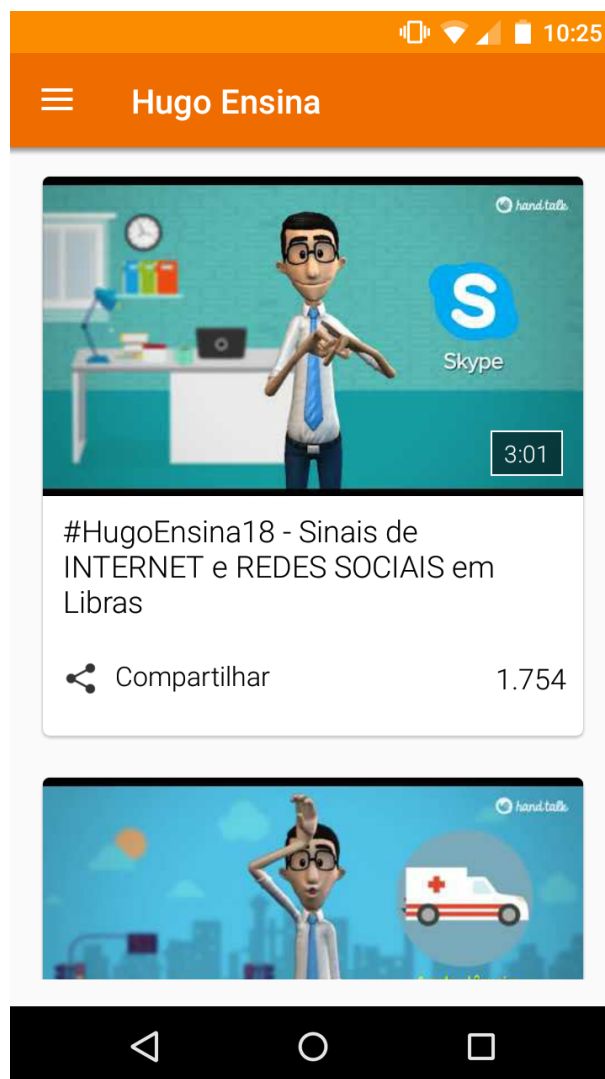 10:25
Hugo Ensina
hand talk
S
Skype
3:01
#HugoEnsina18 - Sinais de
INTERNET e REDES SOCIAIS em
Libras
Compartilhar
1.754
hand talk